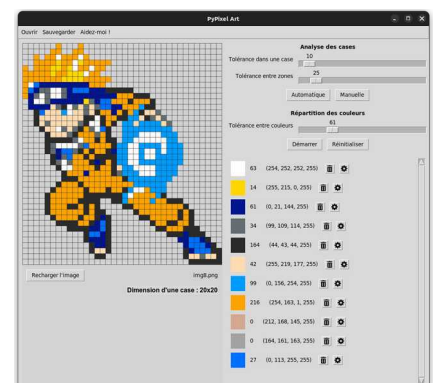 PyPixel Art
Ouvrir Sauvegarder Aidez-moi !
Analyse des cases
Tolérance dans une case 10
Tolérance entre zones 25
Automatique Manuelle
Répartition des couleurs
Tolérance entre couleurs 61
Démarrer Réinitialiser
63 (254, 252, 252, 255)
14 (255, 215, 0, 255)
61 (0, 21, 144, 255)
34 (99, 109, 114, 255)
164 (44, 43, 44, 255)
42 (255, 219, 177, 255)
99 (0, 156, 254, 255)
216 (254, 163, 1, 255)
0 (212, 168, 145, 255)
0 (164, 161, 163, 255)
27 (0, 113, 255, 255)
Recharger l'image img8.png
Dimension d'une case : 20x20